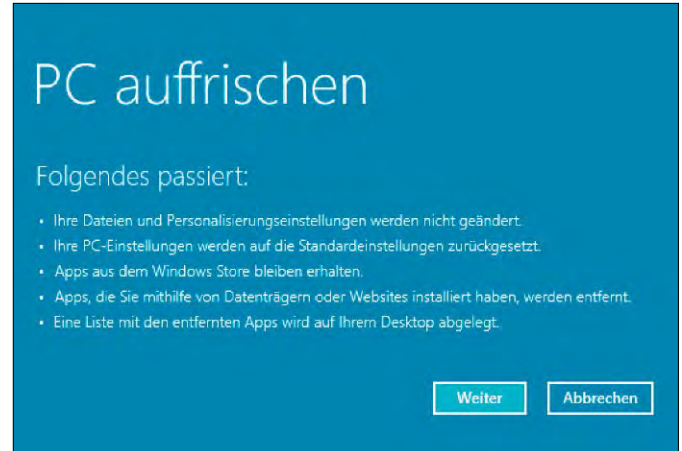 PC auffrischen
Folgendes passiert:
• Ihre Dateien und Personalisierungseinstellungen werden nicht geändert.
• Ihre PC-Einstellungen werden auf die Standardeinstellungen zurückgesetzt.
• Apps aus dem Windows Store bleiben erhalten.
• Apps, die Sie mithilfe von Datenträgern oder Websites installiert haben, werden entfernt.
• Eine Liste mit den entfernten Apps wird auf Ihrem Desktop abgelegt.
Weiter Abbrechen